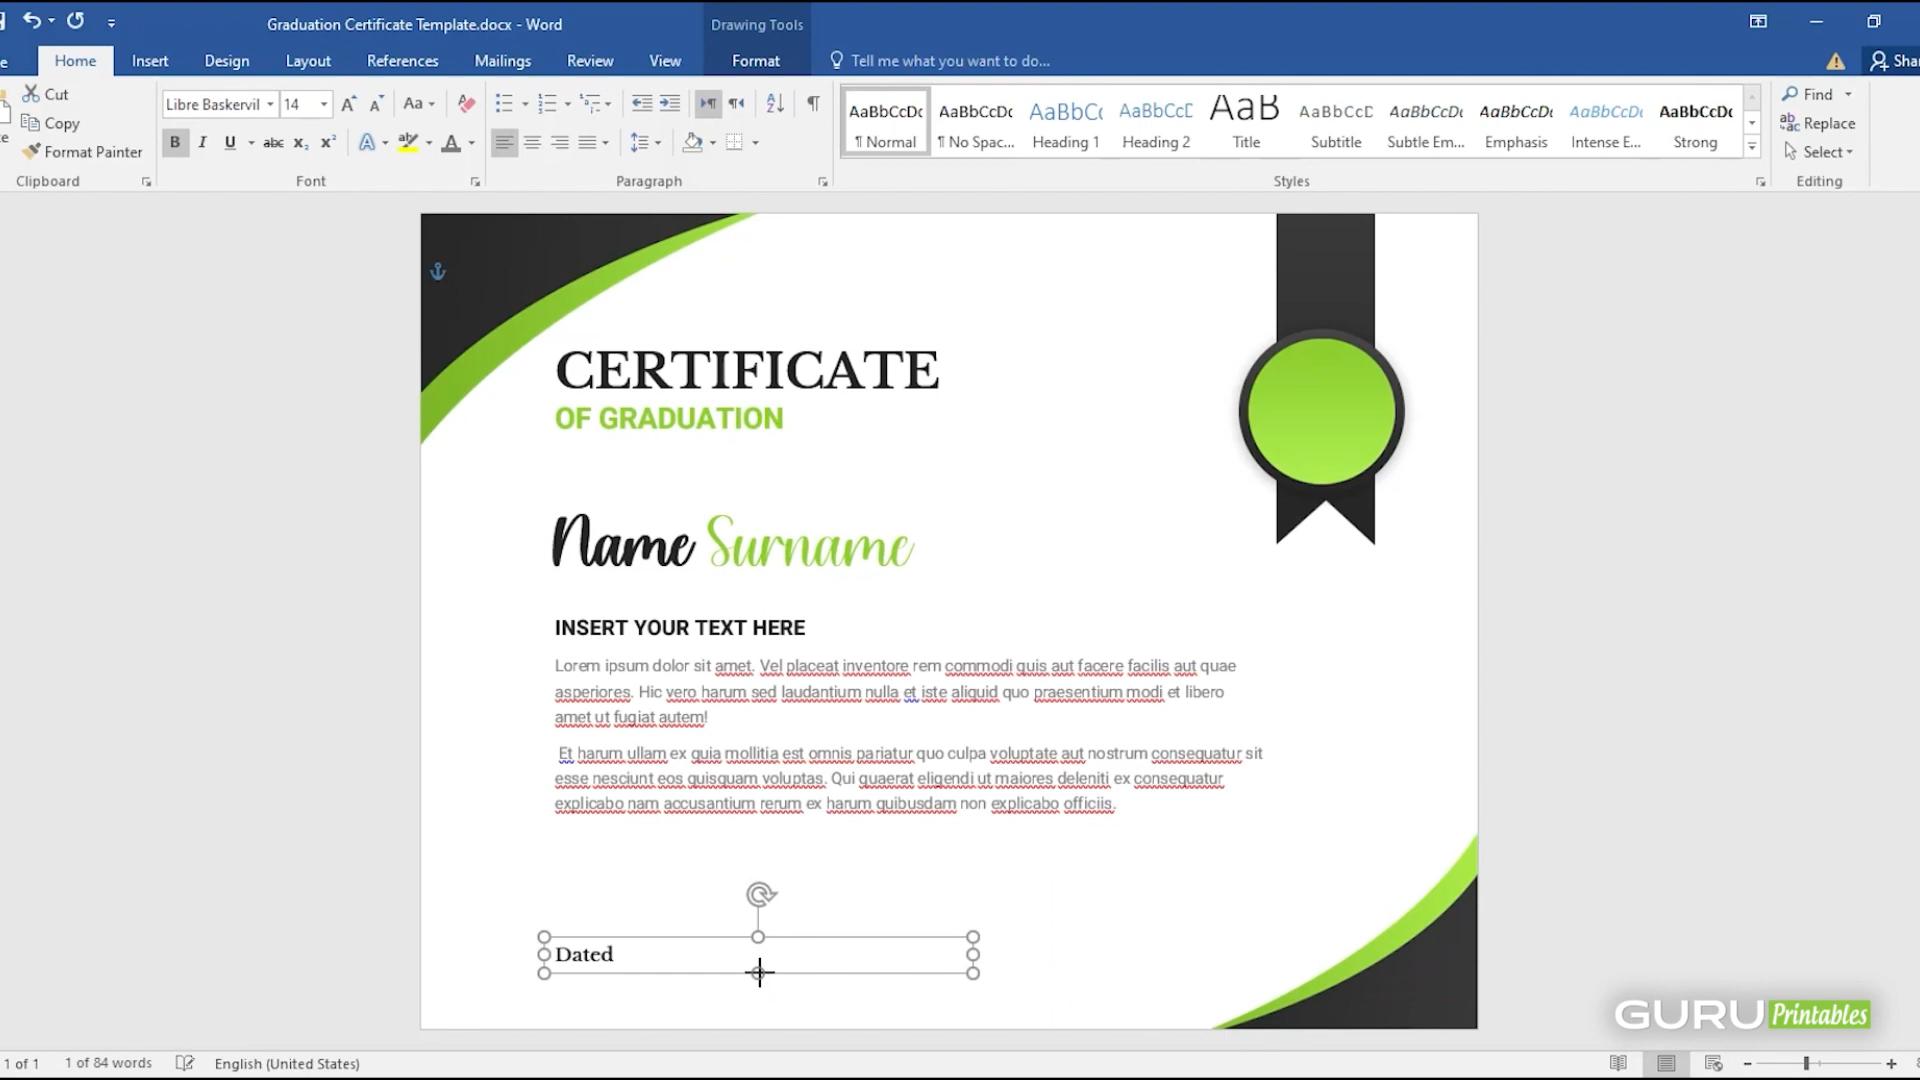 Graduation Certificate Template.docx - Word
Drawing Tools
Home
Insert
Design
Layout
References
Mailings
Review
View
Format
Tell me what you want to do...
Cut
Copy
Format Painter
Clipboard
Libre Baskervil
14
Aa
B I U abc x₂ x²
A
A
Font
Paragraph
AaBbCcDc AaBbCcDc AaBbCc AaBbCcD AaB AaBbCcD AaBbCcDc AaBbCcDc AaBbCcDc AaBbCcDc
¶ Normal
¶ No Spac...
Heading 1
Heading 2
Title
Subtitle
Subtle Em...
Emphasis
Intense E...
Strong
Styles
Find
Replace
Select
Editing
CERTIFICATE
OF GRADUATION
Name Surname
INSERT YOUR TEXT HERE
Lorem ipsum dolor sit amet. Vel placeat inventore rem commodi quis aut facere facilis aut quae
asperiores. Hic vero harum sed laudantium nulla et iste aliquid quo praesentium modi et libero
amet ut fugiat autem!
Et harum ullam ex quia mollitia est omnis pariatur quo culpa voluptate aut nostrum consequatur sit
esse nesciunt eos quisquam voluptas. Qui quaerat eligendi ut maiores deleniti ex consequatur
explicabo nam accusantium rerum ex harum quibusdam non explicabo officiis.
Dated
GURU Printables
1 of 1
1 of 84 words
English (United States)